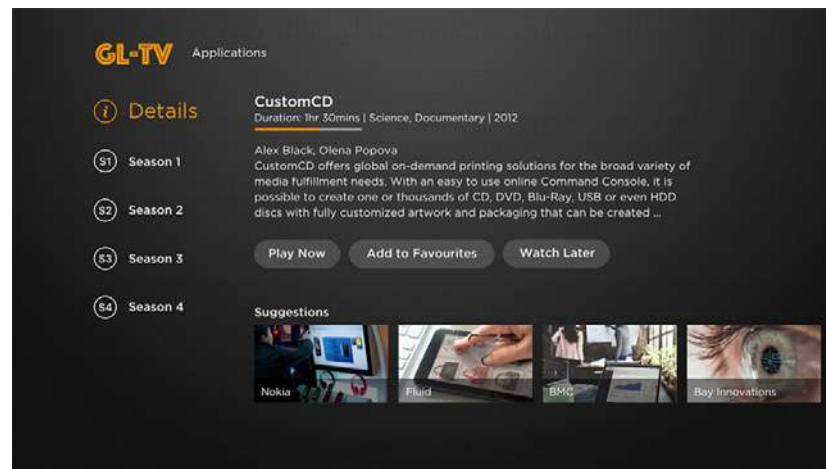 GL-TV Applications
i Details
S1 Season 1
S2 Season 2
S3 Season 3
S4 Season 4
CustomCD
Duration: 1hr 30mins | Science, Documentary | 2012
Alex Black, Olena Popova
CustomCD offers global on-demand printing solutions for the broad variety of
media fulfillment needs. With an easy to use online Command Console, it is
possible to create one or thousands of CD, DVD, Blu-Ray, USB or even HDD
discs with fully customized artwork and packaging that can be created ...
Play Now Add to Favourites Watch Later
Suggestions
Nokia Fluid BMC Bay Innovations